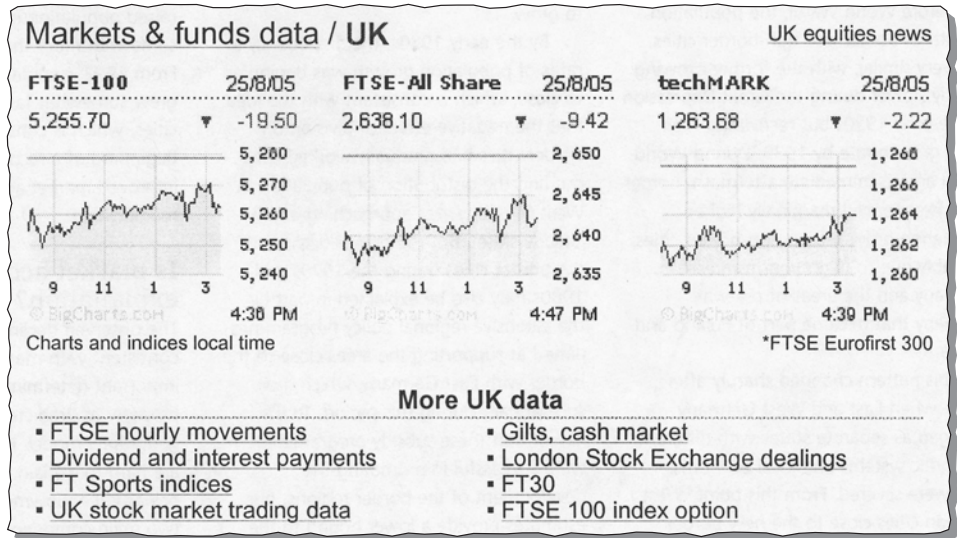 Markets & funds data / UK UK equities news
FTSE-100 25/8/05 FTSE All Share 25/8/05 techMARK 25/8/05
5,255.70 ▼ -19.50 2,638.10 ▼ -9.42 1,263.68 ▼ -2.22
5,280 2,650 1,268
5,270 2,645 1,266
5,260 2,640 1,264
5,250 1,262
5,240 2,635 1,260
9 11 1 3 9 11 1 3 9 11 1 3
© BigCharts.com 4:36 PM © BigCharts.com 4:47 PM © BigCharts.com 4:39 PM
Charts and indices local time *FTSE Eurofirst 300
More UK data
▪ FTSE hourly movements ▪ Gilts, cash market
▪ Dividend and interest payments ▪ London Stock Exchange dealings
▪ FT Sports indices ▪ FT30
▪ UK stock market trading data ▪ FTSE 100 index option